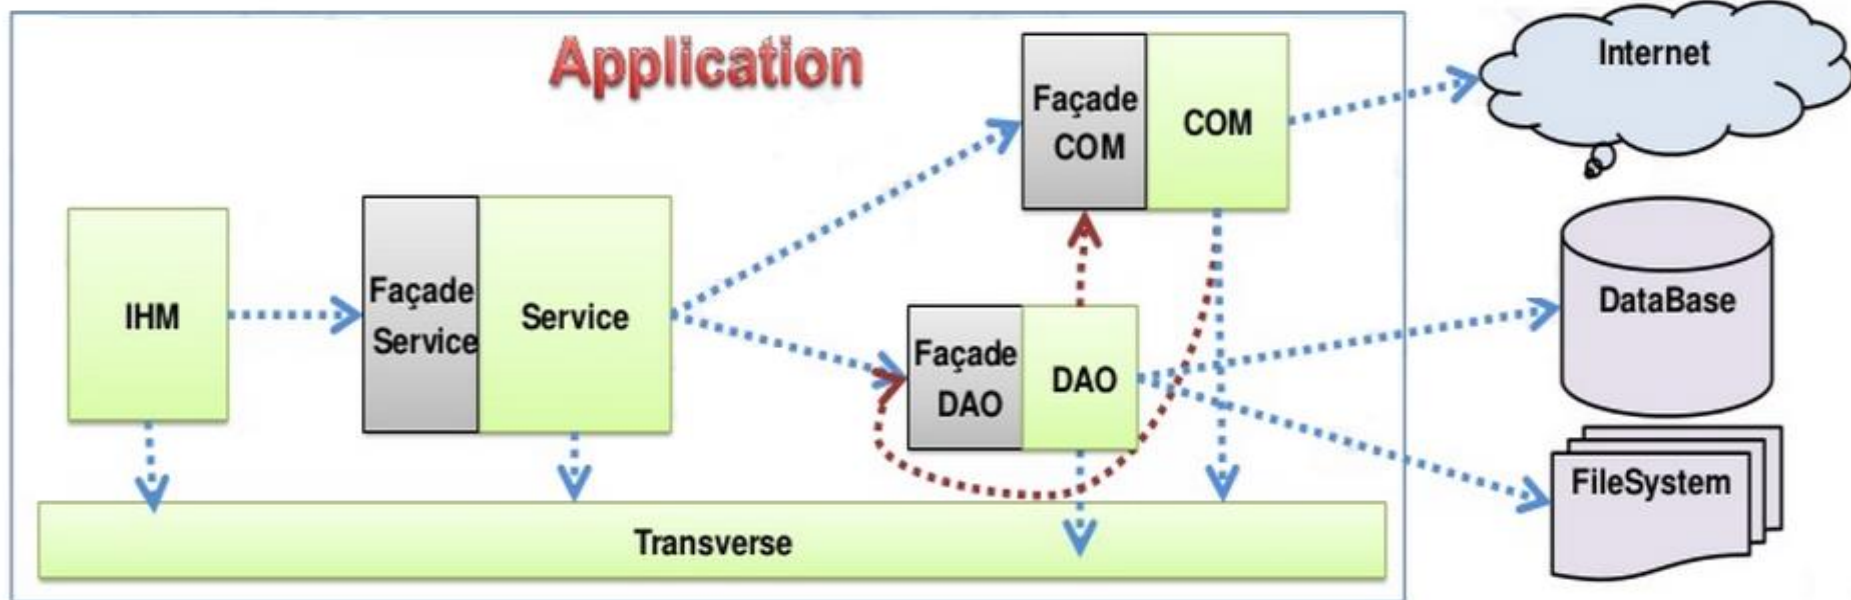 Application
Internet
Façade
COM
COM
IHM
Façade
Service
Service
Façade
DAO
DAO
DataBase
FileSystem
Transverse